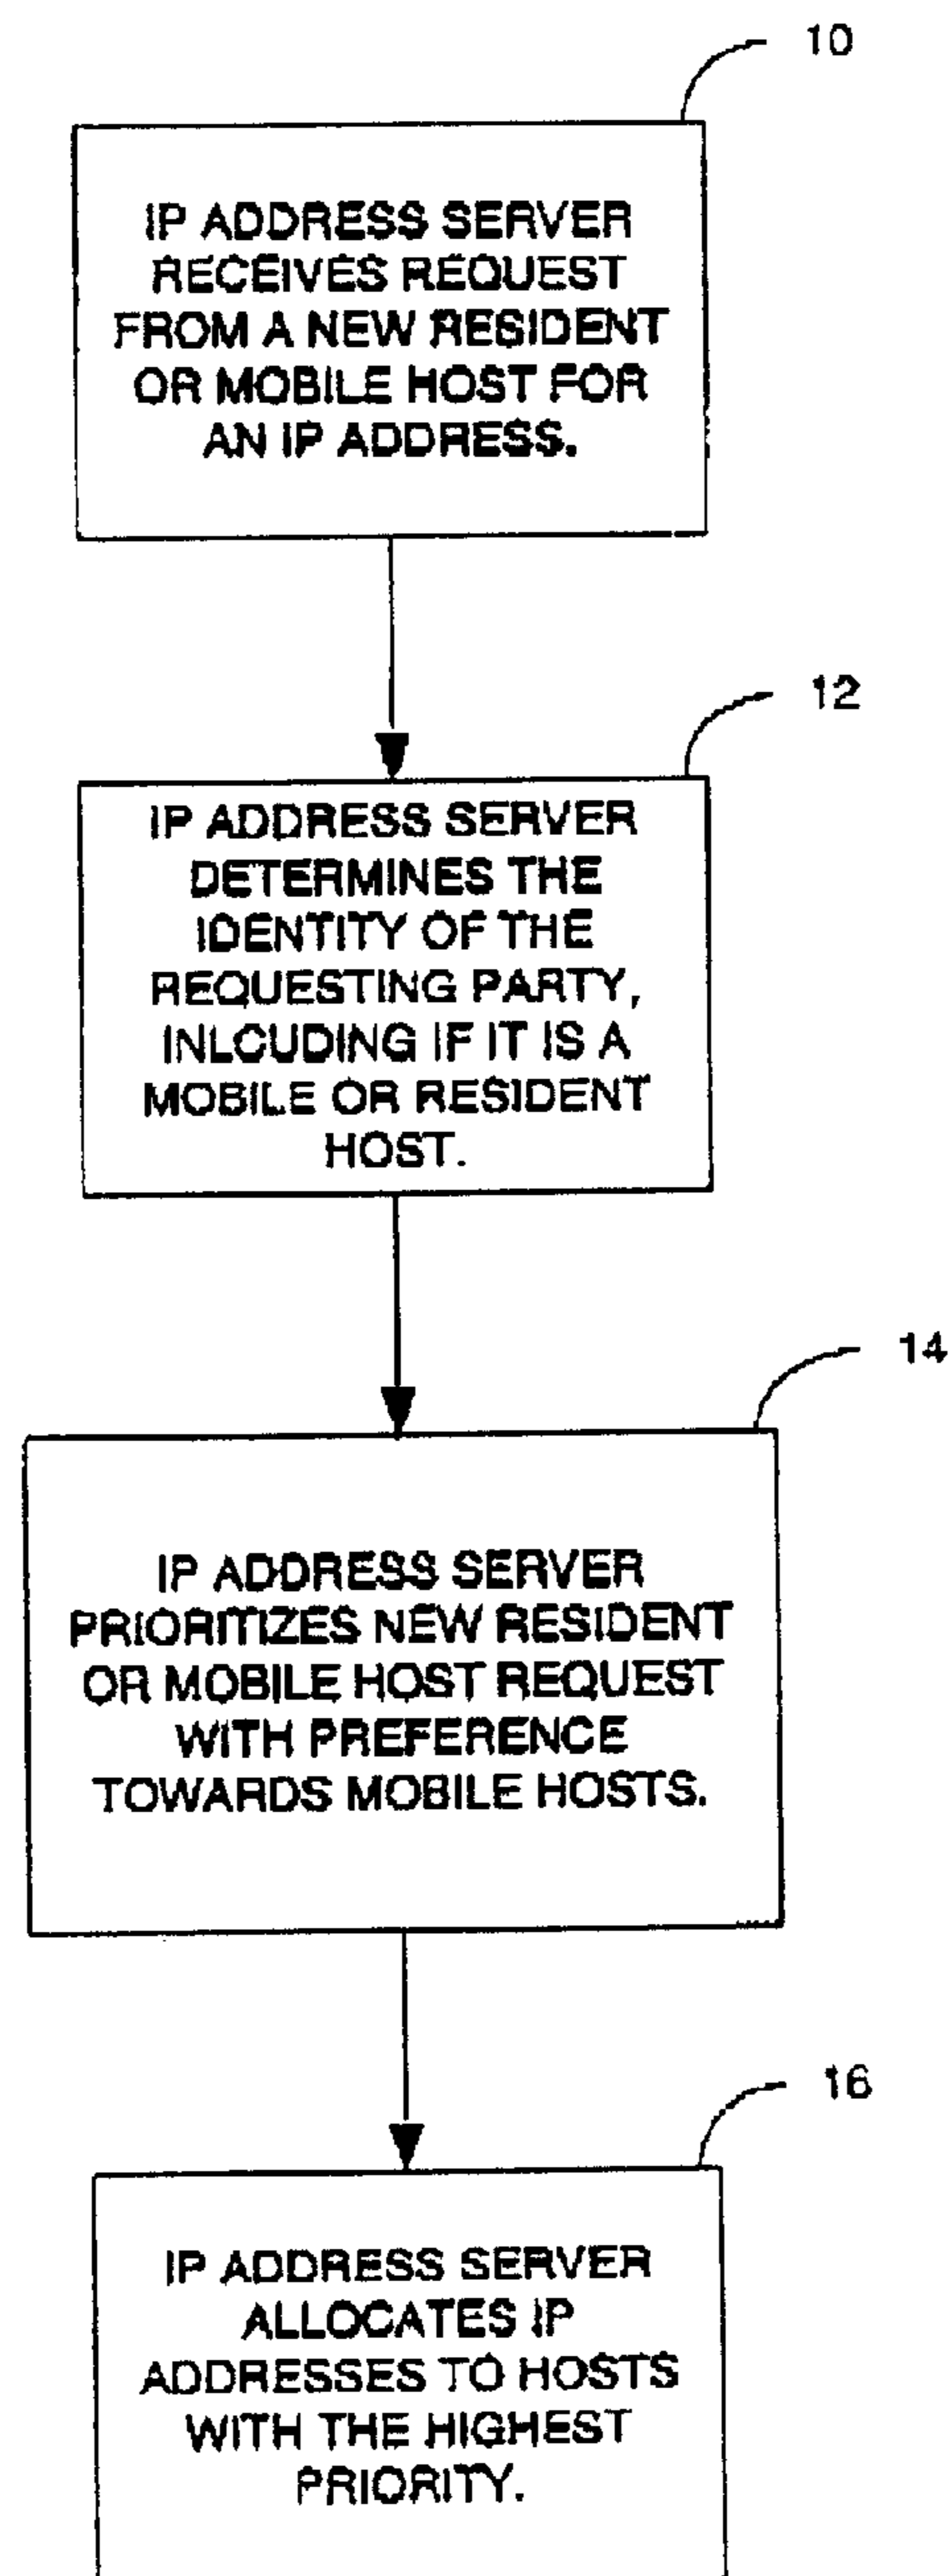 10
IP ADDRESS SERVER
RECEIVES REQUEST
FROM A NEW RESIDENT
OR MOBILE HOST FOR
AN IP ADDRESS.
12
IP ADDRESS SERVER
DETERMINES THE
IDENTITY OF THE
REQUESTING PARTY,
INLCUDING IF IT IS A
MOBILE OR RESIDENT
HOST.
14
IP ADDRESS SERVER
PRIORITIZES NEW RESIDENT
OR MOBILE HOST REQUEST
WITH PREFERENCE
TOWARDS MOBILE HOSTS.
16
IP ADDRESS SERVER
ALLOCATES IP
ADDRESSES TO HOSTS
WITH THE HIGHEST
PRIORITY.